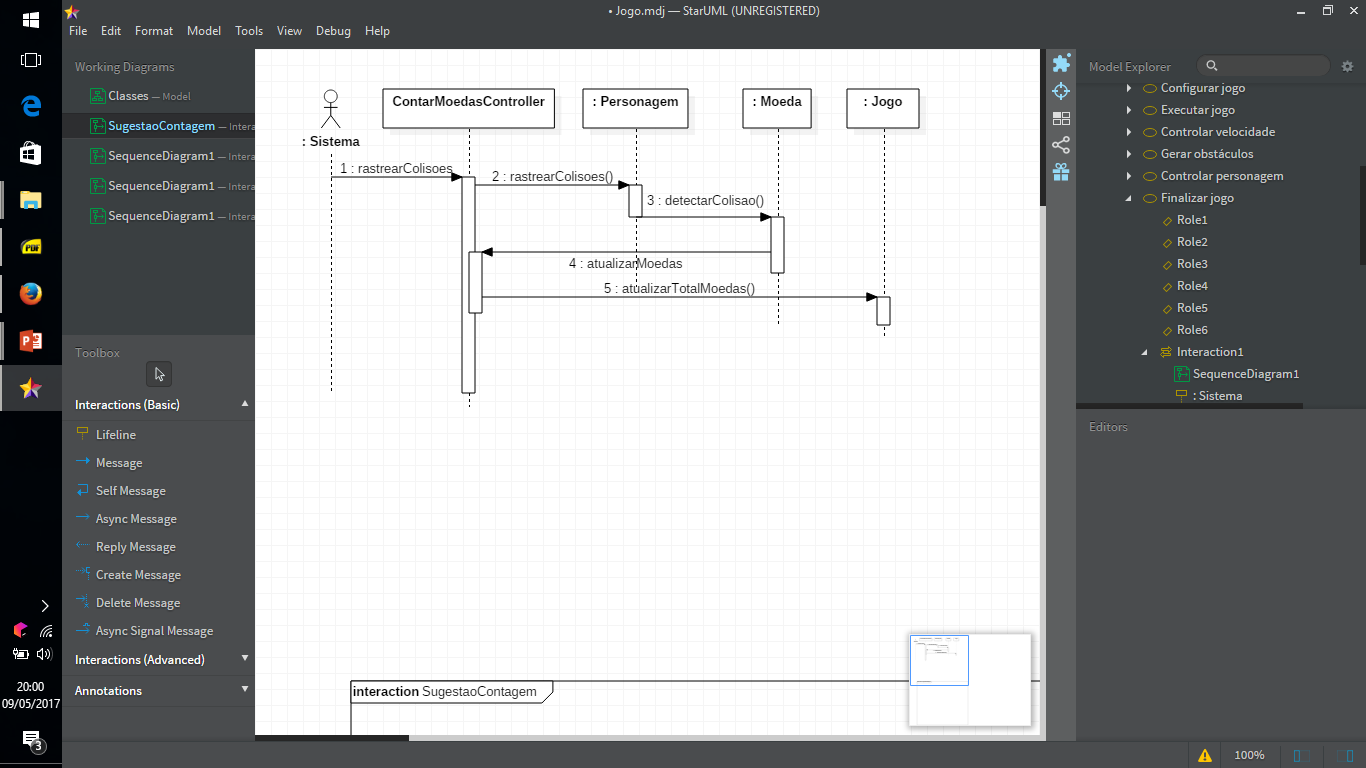 • Jogo.mdj — StarUML (UNREGISTERED)
File Edit Format Model Tools View Debug Help
Working Diagrams
Classes — Model
SugestaoContagem — Intera
SequenceDiagram1 — Intera
SequenceDiagram1 — Intera
SequenceDiagram1 — Intera
Toolbox
Interactions (Basic)
Lifeline
Message
Self Message
Async Message
Reply Message
Create Message
Delete Message
Async Signal Message
Interactions (Advanced)
Annotations
: Sistema
ContarMoedasController
: Personagem
: Moeda
: Jogo
1 : rastrearColisoes
2 : rastrearColisoes()
3 : detectarColisao()
4 : atualizarMoedas
5 : atualizarTotalMoedas()
interaction SugestaoContagem
Model Explorer
Configurar jogo
Executar jogo
Controlar velocidade
Gerar obstáculos
Controlar personagem
Finalizar jogo
Role1
Role2
Role3
Role4
Role5
Role6
Interaction1
SequenceDiagram1
: Sistema
Editors
100%
PDF
P
20:00
09/05/2017
3